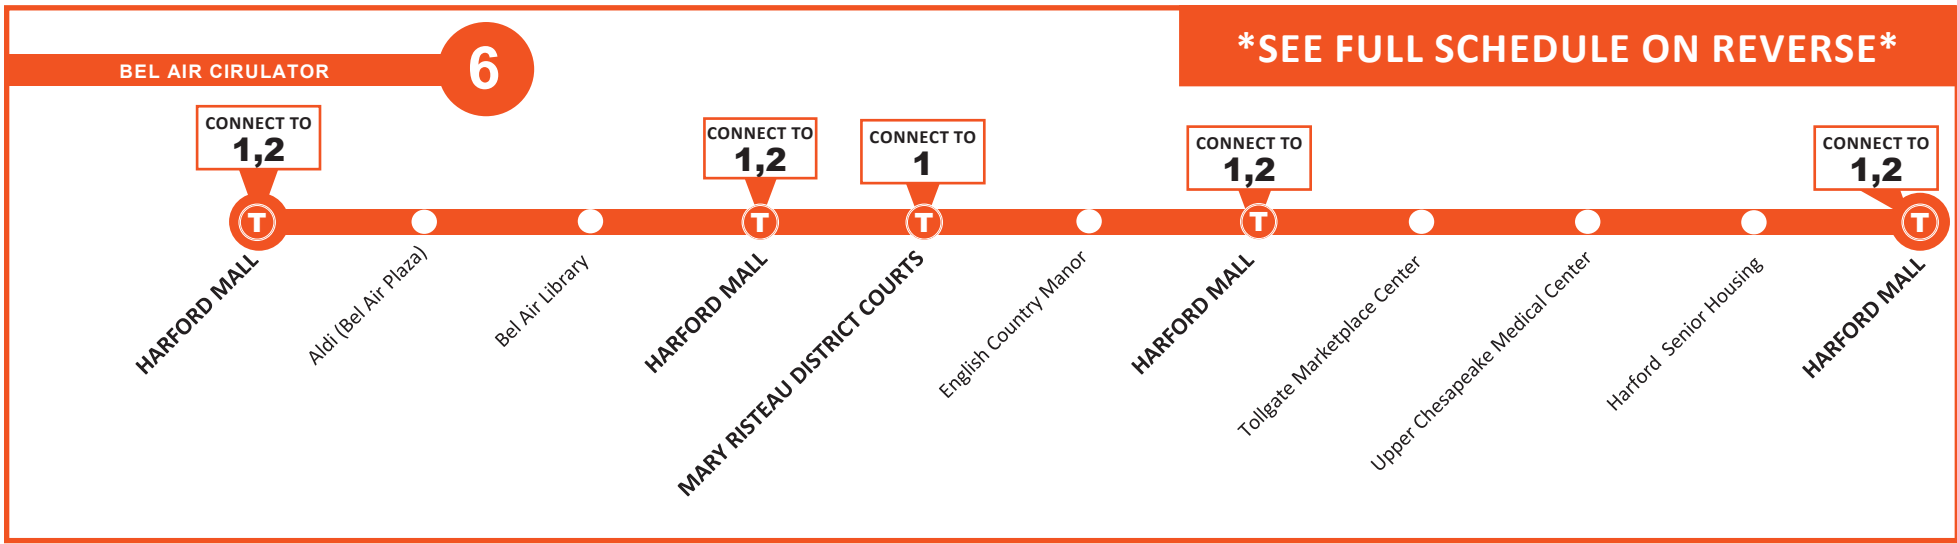 *SEE FULL SCHEDULE ON REVERSE*
BEL AIR CIRULATOR
6
CONNECT TO
1,2
CONNECT TO
1,2
CONNECT TO
1
CONNECT TO
1,2
CONNECT TO
1,2
T
T
T
T
T
HARFORD MALL
Aldi (Bel Air Plaza)
Bel Air Library
HARFORD MALL
MARY RISTEAU DISTRICT COURTS
English Country Manor
HARFORD MALL
Tollgate Marketplace Center
Upper Chesapeake Medical Center
Harford Senior Housing
HARFORD MALL